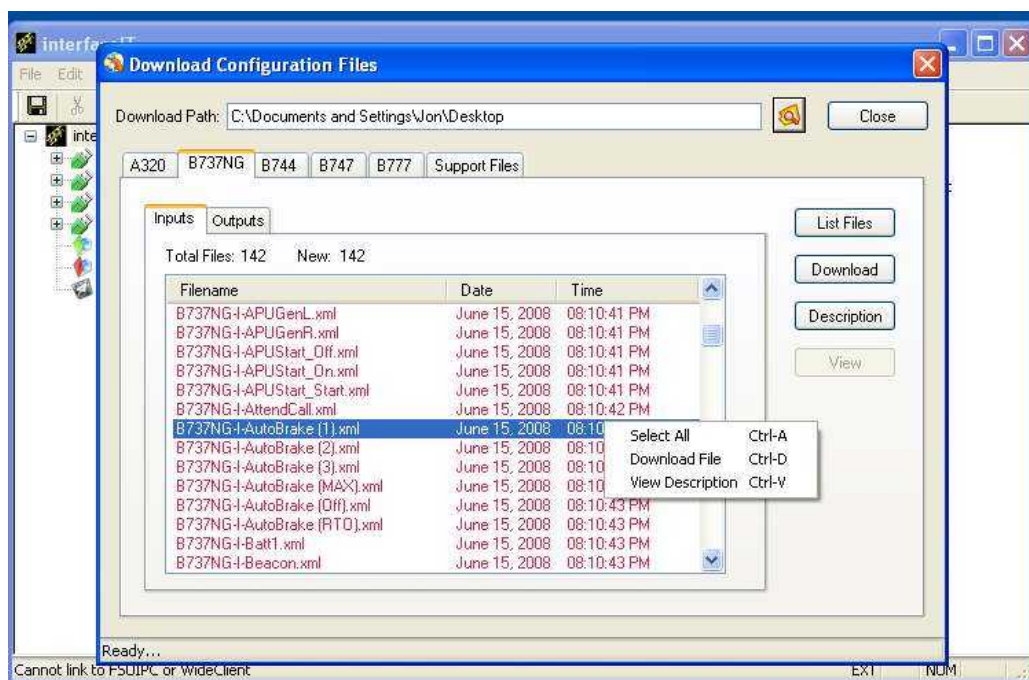 interfaceIT
Download Configuration Files
File Edit
Download Path: C:\Documents and Settings\Jon\Desktop
Close
inte
A320 B737NG B744 B747 B777 Support Files
Inputs Outputs
List Files
Total Files: 142 New: 142
Download
Filename Date Time
Description
B737NG-I-APUGenL.xml June 15, 2008 08:10:41 PM
B737NG-I-APUGenR.xml June 15, 2008 08:10:41 PM
B737NG-I-APUStart_Off.xml June 15, 2008 08:10:41 PM
View
B737NG-I-APUStart_On.xml June 15, 2008 08:10:41 PM
B737NG-I-APUStart_Start.xml June 15, 2008 08:10:41 PM
B737NG-I-AttendCall.xml June 15, 2008 08:10:42 PM
B737NG-I-AutoBrake (1).xml June 15, 2008 08:10
Select All Ctrl-A
B737NG-I-AutoBrake (2).xml June 15, 2008 08:10
Download File Ctrl-D
B737NG-I-AutoBrake (3).xml June 15, 2008 08:10
View Description Ctrl-V
B737NG-I-AutoBrake (MAX).xml June 15, 2008 08:10
B737NG-I-AutoBrake (Off).xml June 15, 2008 08:10:43 PM
B737NG-I-AutoBrake (RTO).xml June 15, 2008 08:10:43 PM
B737NG-I-Batt1.xml June 15, 2008 08:10:43 PM
B737NG-I-Beacon.xml June 15, 2008 08:10:43 PM
Ready...
Cannot link to FSUIPC or WideClient EXT NUM